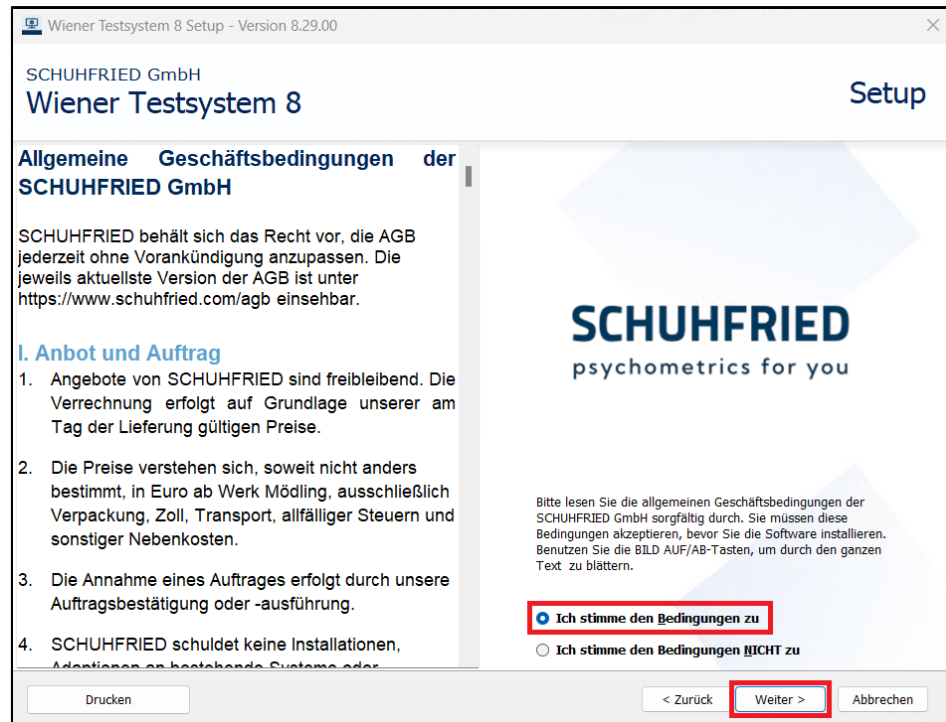 Wiener Testsystem 8 Setup - Version 8.29.00
SCHUHFRIED GmbH
Wiener Testsystem 8
Setup
Allgemeine Geschäftsbedingungen der
SCHUHFRIED GmbH
SCHUHFRIED behält sich das Recht vor, die AGB
jederzeit ohne Vorankündigung anzupassen. Die
jeweils aktuellste Version der AGB ist unter
https://www.schuhfried.com/agb einsehbar.
I. Anbot und Auftrag
1. Angebote von SCHUHFRIED sind freibleibend. Die
Verrechnung erfolgt auf Grundlage unserer am
Tag der Lieferung gültigen Preise.
2. Die Preise verstehen sich, soweit nicht anders
bestimmt, in Euro ab Werk Mödling, ausschließlich
Verpackung, Zoll, Transport, allfälliger Steuern und
sonstiger Nebenkosten.
3. Die Annahme eines Auftrages erfolgt durch unsere
Auftragsbestätigung oder -ausführung.
4. SCHUHFRIED schuldet keine Installationen,
Adaptionen an bestehende Systeme oder
SCHUHFRIED
psychometrics for you
Bitte lesen Sie die allgemeinen Geschäftsbedingungen der
SCHUHFRIED GmbH sorgfältig durch. Sie müssen diese
Bedingungen akzeptieren, bevor Sie die Software installieren.
Benutzen Sie die BILD AUF/AB-Tasten, um durch den ganzen
Text zu blättern.
Ich stimme den Bedingungen zu
Ich stimme den Bedingungen NICHT zu
Drucken
< Zurück
Weiter >
Abbrechen